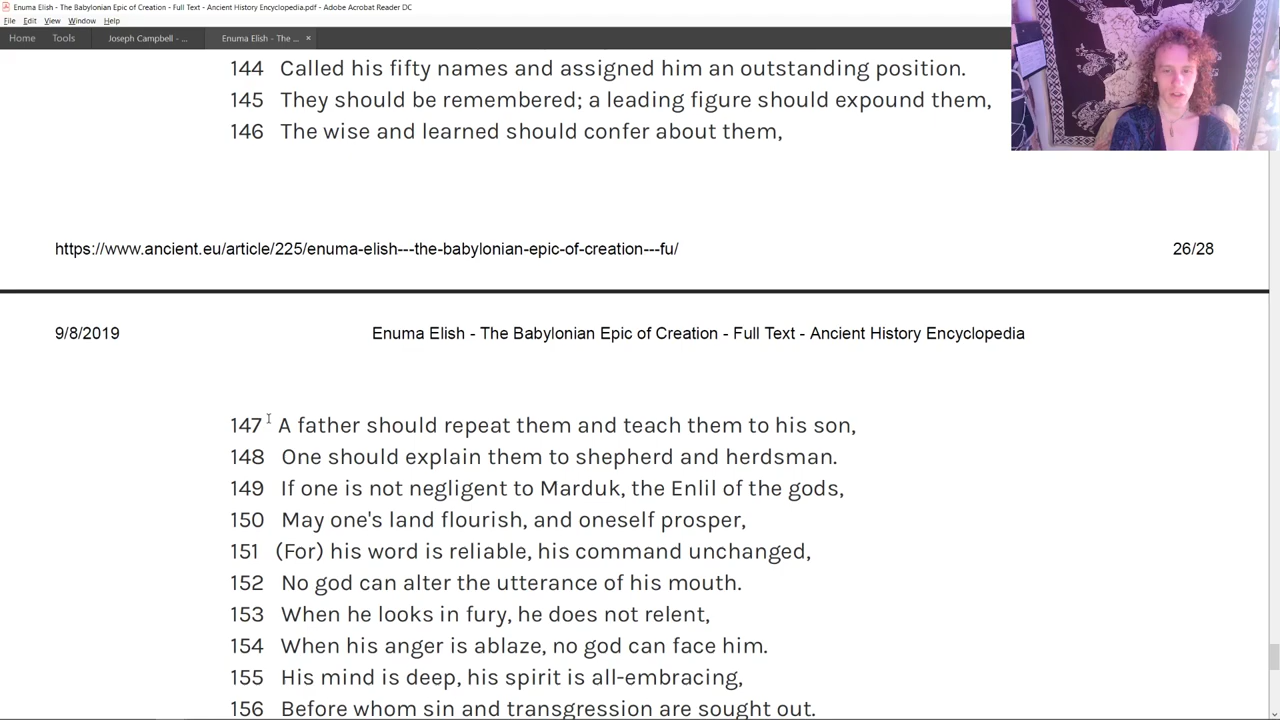 Enuma Elish - The Babylonian Epic of Creation - Full Text - Ancient History Encyclopedia.pdf - Adobe Acrobat Reader DC
File Edit View Window Help
Home Tools Joseph Campbell - ... Enuma Elish - The ... ×
144 Called his fifty names and assigned him an outstanding position.
145 They should be remembered; a leading figure should expound them,
146 The wise and learned should confer about them,
https://www.ancient.eu/article/225/enuma-elish---the-babylonian-epic-of-creation---fu/ 26/28
9/8/2019 Enuma Elish - The Babylonian Epic of Creation - Full Text - Ancient History Encyclopedia
147 A father should repeat them and teach them to his son,
148 One should explain them to shepherd and herdsman.
149 If one is not negligent to Marduk, the Enlil of the gods,
150 May one's land flourish, and oneself prosper,
151 (For) his word is reliable, his command unchanged,
152 No god can alter the utterance of his mouth.
153 When he looks in fury, he does not relent,
154 When his anger is ablaze, no god can face him.
155 His mind is deep, his spirit is all-embracing,
156 Before whom sin and transgression are sought out.